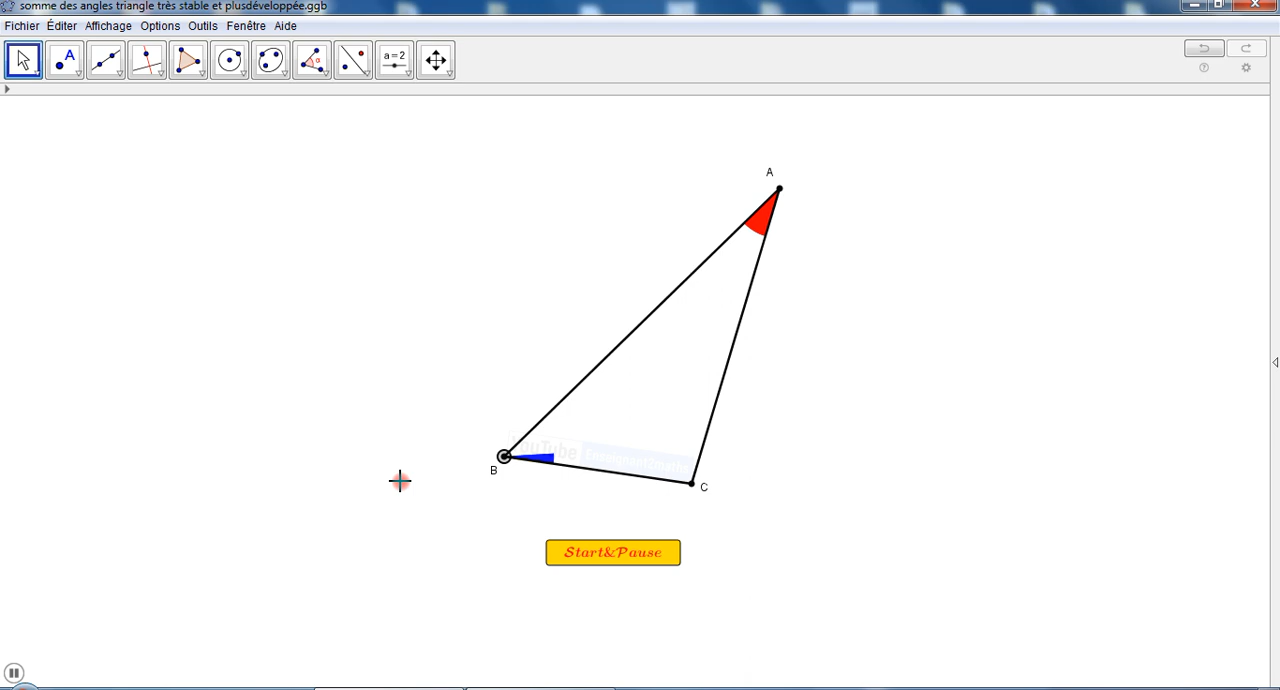 somme des angles triangle très stable et plusdéveloppée.ggb
Fichier Éditer Affichage Options Outils Fenêtre Aide
A
α
a=2
A
B
C
YouTube
Start&Pause